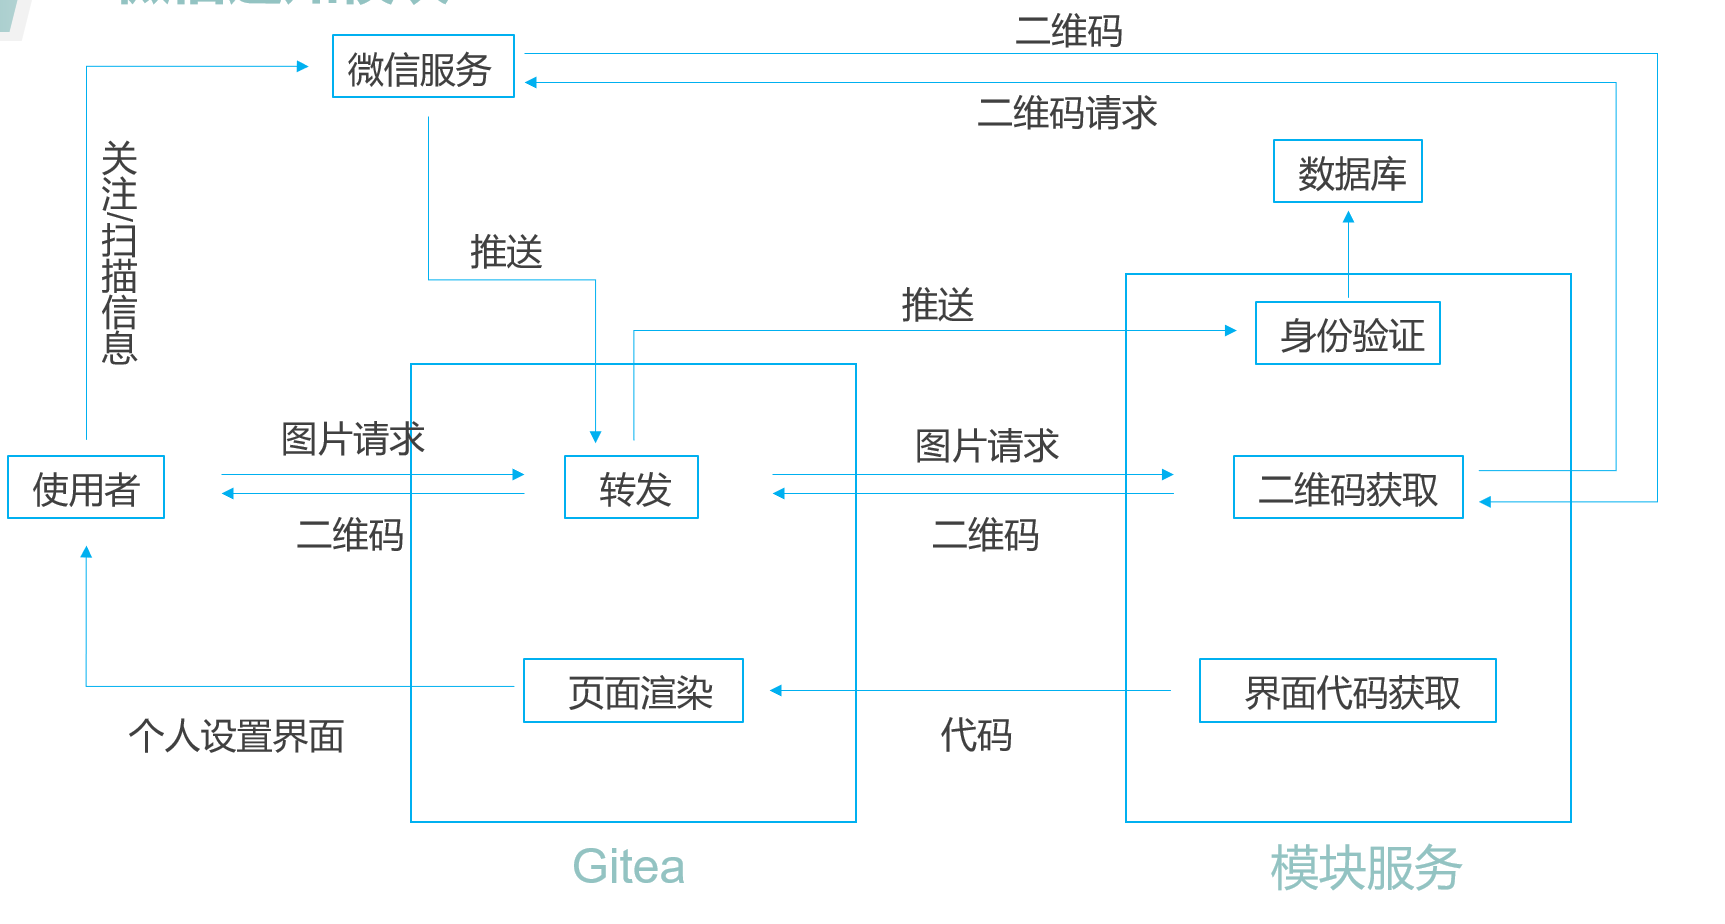 二维码
微信服务
二维码请求
关注/扫描信息
数据库
推送
推送
身份验证
图片请求
图片请求
使用者
转发
二维码获取
二维码
二维码
页面渲染
界面代码获取
个人设置界面
代码
Gitea
模块服务